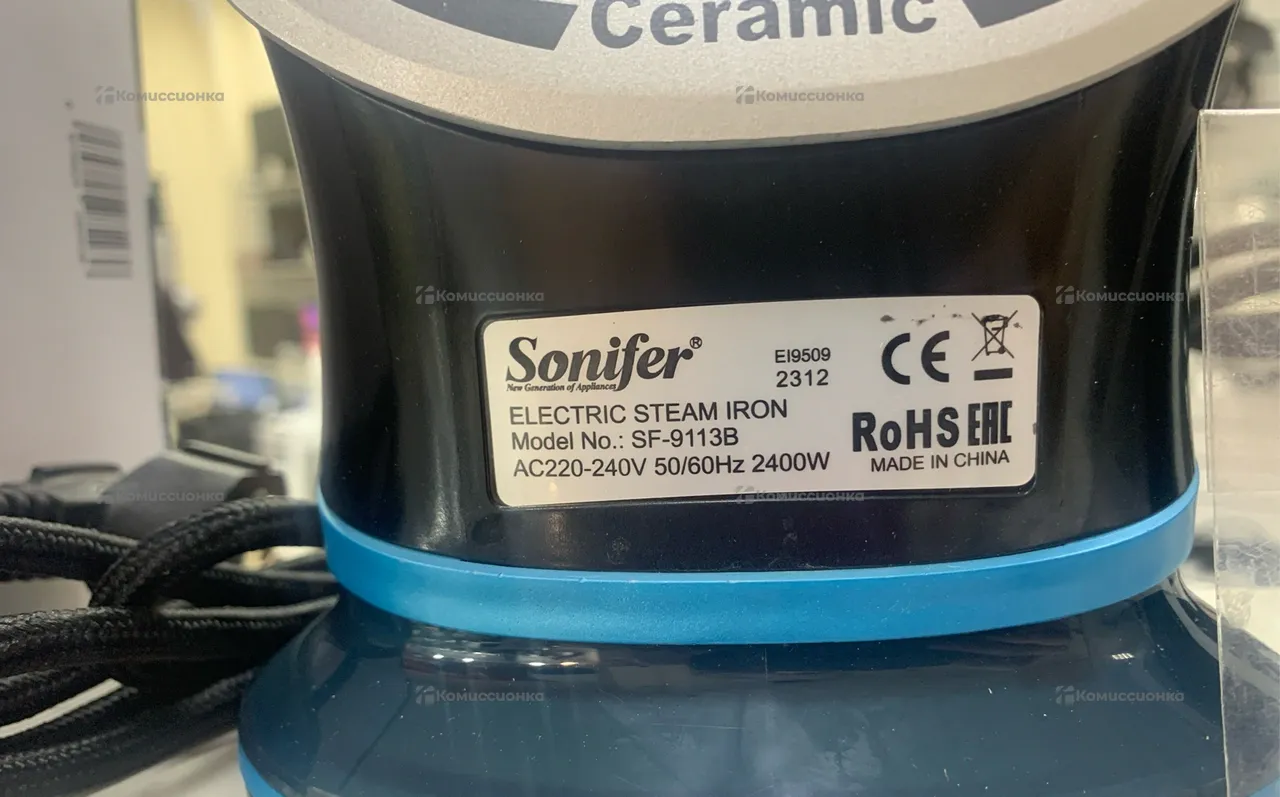 Ceramic
Комиссионка Комиссионка
Комиссионка Комиссионка
Sonifer®
New Generation of Appliances
EI9509
2312
CE
ELECTRIC STEAM IRON
Model No.: SF-9113B
AC220-240V 50/60Hz 2400W
RoHS EAC
MADE IN CHINA
Комиссионка Комиссионка
Комиссионка Комиссионка